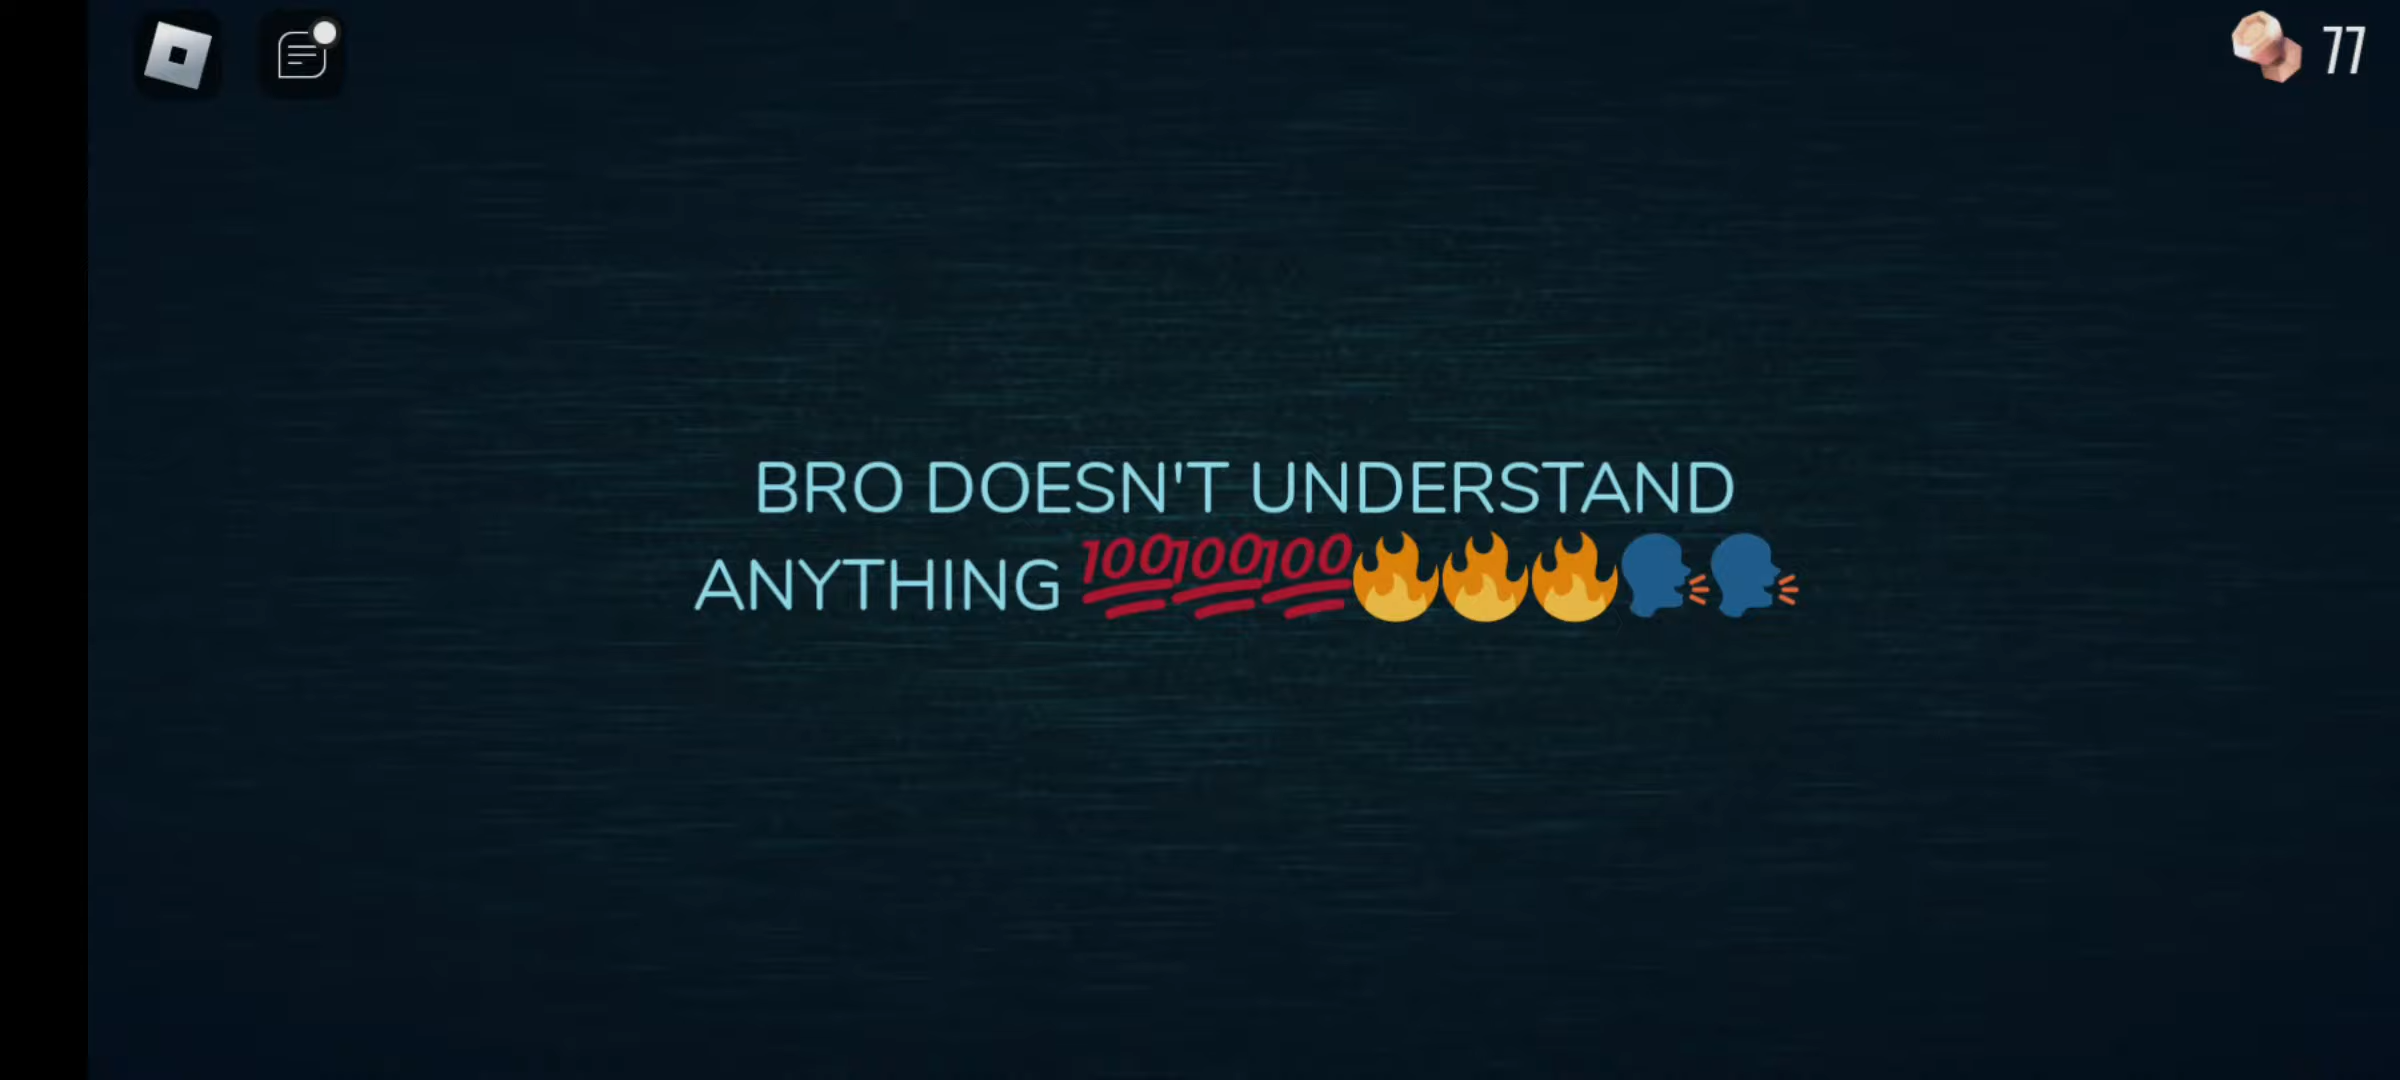 77
BRO DOESN'T UNDERSTAND
ANYTHING 💯💯💯🔥🔥🔥🗣️🗣️